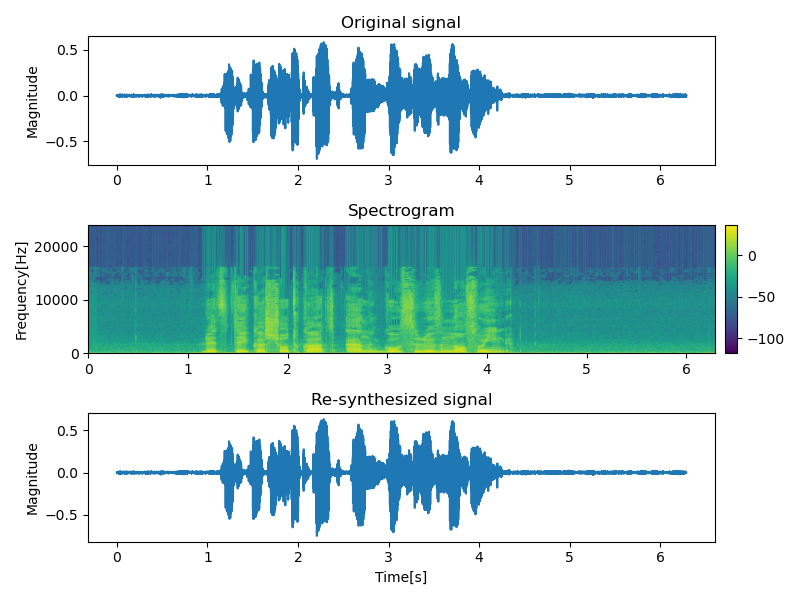 Original signal
Magnitude
0.5
0.0
−0.5
0 1 2 3 4 5 6
Spectrogram
Frequency[Hz]
20000
10000
0
0 1 2 3 4 5 6
0
−50
−100
Re-synthesized signal
Magnitude
0.5
0.0
−0.5
0 1 2 3 4 5 6
Time[s]